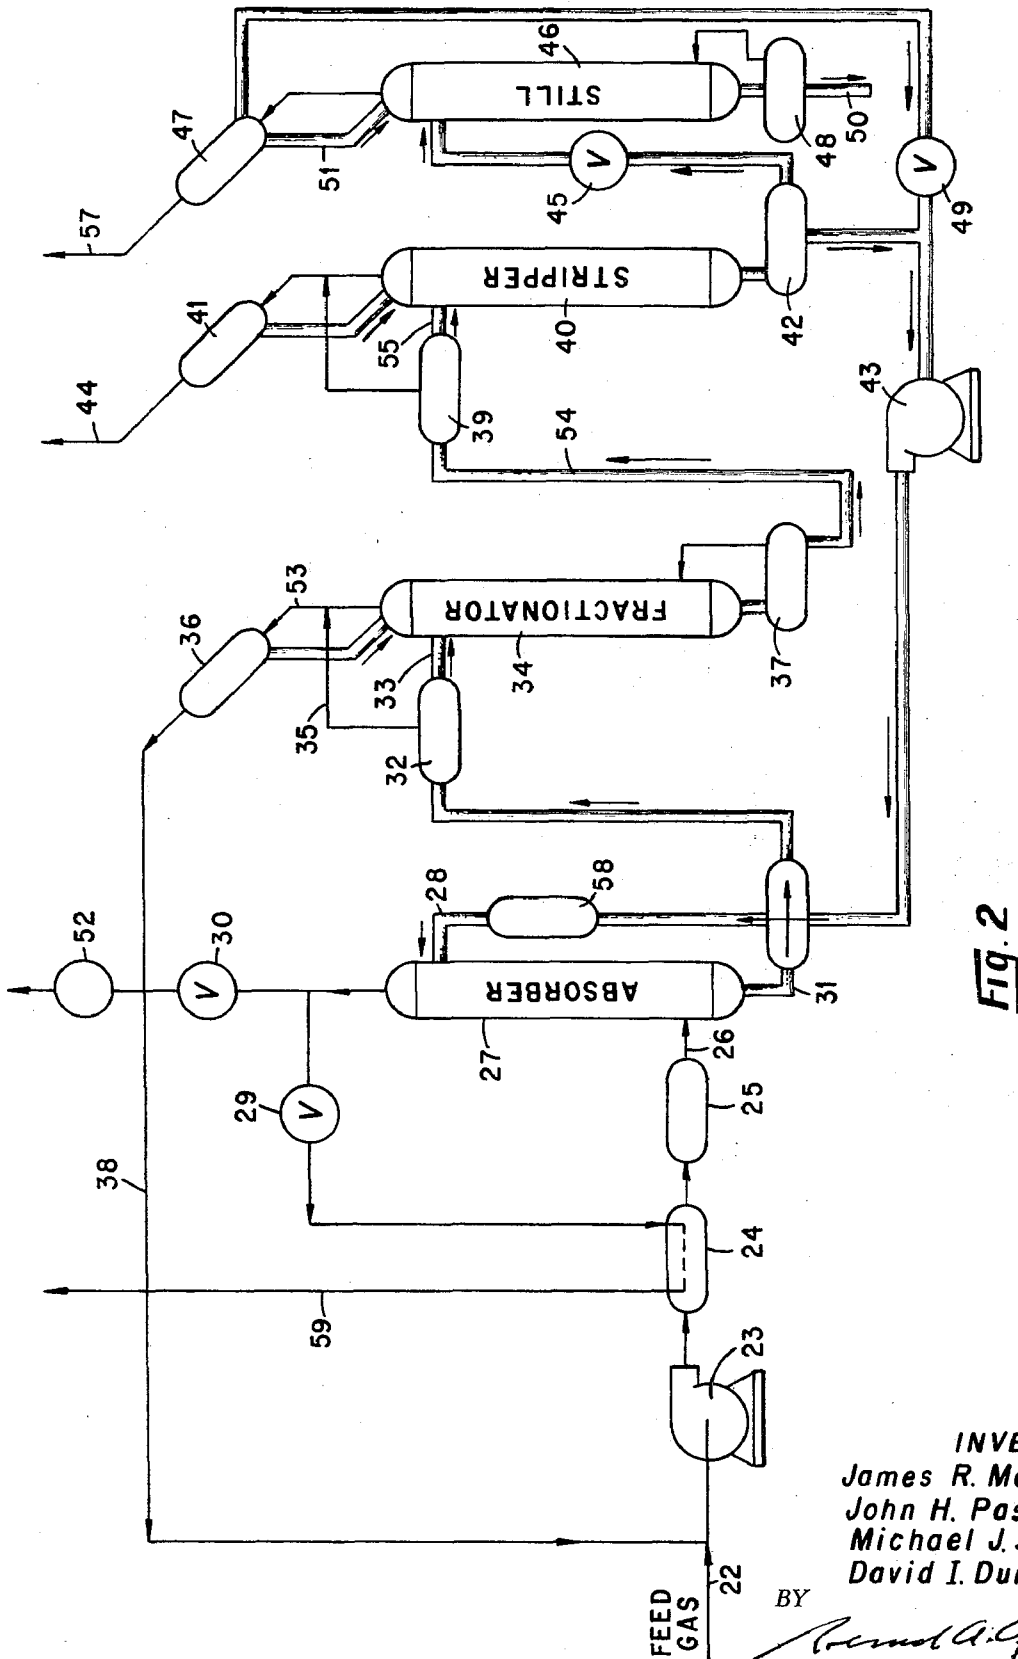 57
47
51
STILL
46
48
50
V
45
V
49
44
41
STRIPPER
40
55
39
42
43
54
36
53
35
33
32
FRACTIONATOR
34
37
52
V
30
28
58
ABSORBER
27
31
V
29
26
25
24
38
59
23
22
FEED
GAS
Fig. 2
INVE
James R. M
John H. Pas
Michael J.
David I. Du
BY